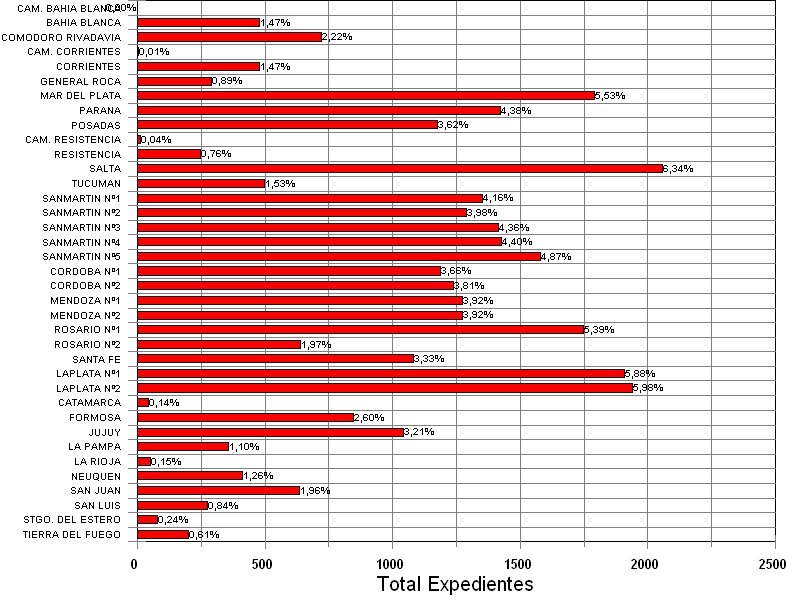 CAM. BAHIA BLANCA 0,00%
BAHIA BLANCA 1,47%
COMODORO RIVADAVIA 2,22%
CAM. CORRIENTES 0,01%
CORRIENTES 1,47%
GENERAL ROCA 0,89%
MAR DEL PLATA 5,53%
PARANA 4,38%
POSADAS 3,62%
CAM. RESISTENCIA 0,04%
RESISTENCIA 0,76%
SALTA 6,34%
TUCUMAN 1,53%
SANMARTIN Nº1 4,16%
SANMARTIN Nº2 3,98%
SANMARTIN Nº3 4,36%
SANMARTIN Nº4 4,40%
SANMARTIN Nº5 4,87%
CORDOBA Nº1 3,66%
CORDOBA Nº2 3,81%
MENDOZA Nº1 3,92%
MENDOZA Nº2 3,92%
ROSARIO Nº1 5,39%
ROSARIO Nº2 1,97%
SANTA FE 3,33%
LAPLATA Nº1 5,88%
LAPLATA Nº2 5,98%
CATAMARCA 0,14%
FORMOSA 2,60%
JUJUY 3,21%
LA PAMPA 1,10%
LA RIOJA 0,15%
NEUQUEN 1,26%
SAN JUAN 1,96%
SAN LUIS 0,84%
STGO. DEL ESTERO 0,24%
TIERRA DEL FUEGO 0,61%
0 500 1000 1500 2000 2500
Total Expedientes